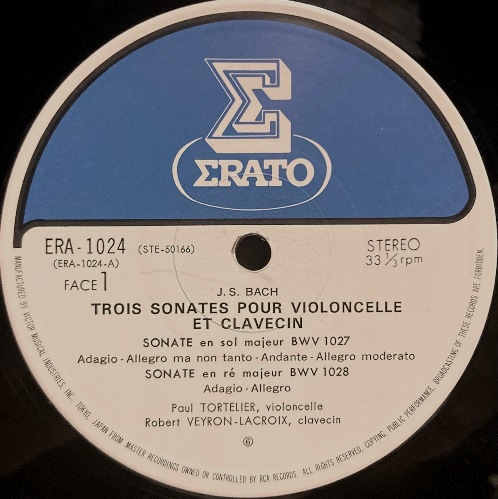 Σ
ΣRATO
ERA-1024 (STE-50166)
(ERA-1024-A)
FACE 1
STEREO
33 1/3 rpm
J. S. BACH
TROIS SONATES POUR VIOLONCELLE
ET CLAVECIN
SONATE en sol majeur BWV 1027
Adagio - Allegro ma non tanto - Andante - Allegro moderato
SONATE en ré majeur BWV 1028
Adagio - Allegro
Paul TORTELIER, violoncelle
Robert VEYRON-LACROIX, clavecin
⑥
MANUFACTURED BY VICTOR MUSICAL INDUSTRIES, INC., TOKYO, JAPAN FROM MASTER RECORDINGS OWNED OR CONTROLLED BY RCA RECORDS. ALL RIGHTS RESERVED. COPYING, PUBLIC PERFORMANCE, BROADCASTING OF THESE RECORDS ARE FORBIDDEN.